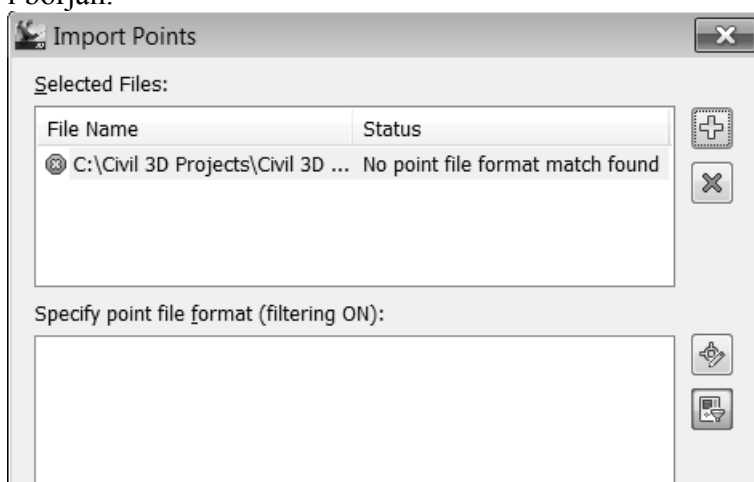 i början.
Import Points
Selected Files:
File Name Status
C:\Civil 3D Projects\Civil 3D ... No point file format match found
Specify point file format (filtering ON):